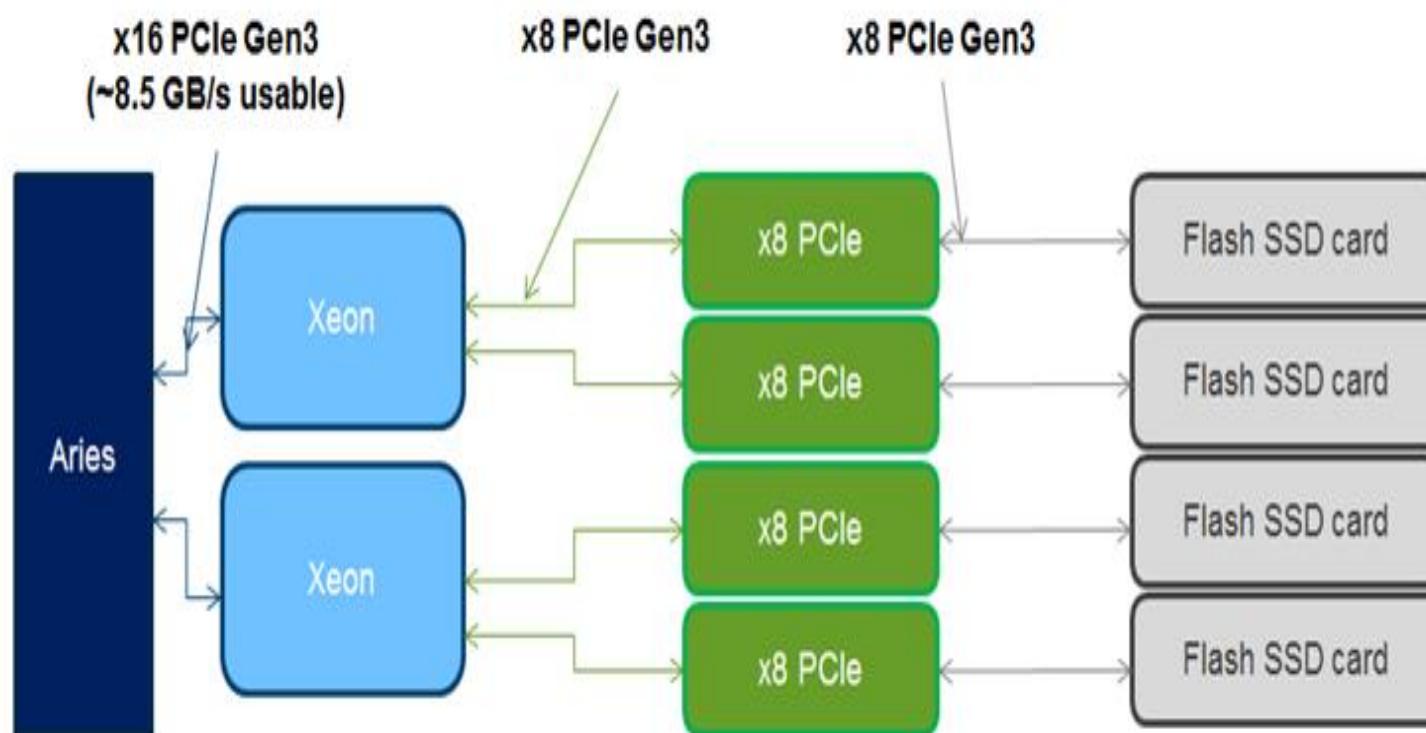 x16 PCIe Gen3
(~8.5 GB/s usable)
x8 PCIe Gen3
x8 PCIe Gen3
Aries
Xeon
Xeon
x8 PCIe
x8 PCIe
x8 PCIe
x8 PCIe
Flash SSD card
Flash SSD card
Flash SSD card
Flash SSD card